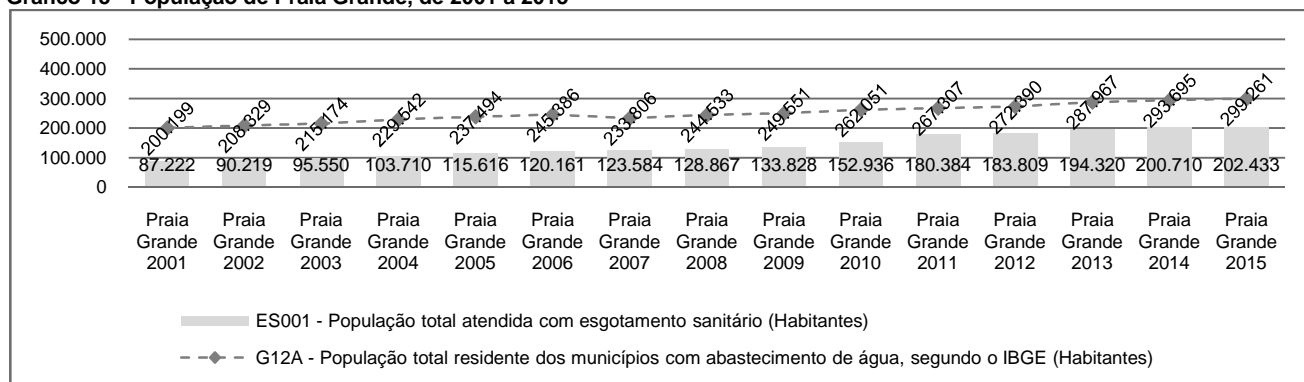 Gráfico 13 - População de Praia Grande, de 2001 a 2015
500.000
400.000
300.000
200.000
100.000
0
200.199 208.329 215.174 229.542 237.494 245.386 233.806 244.533 249.551 262.051 267.307 272.390 287.967 293.695 299.261
87.222 90.219 95.550 103.710 115.616 120.161 123.584 128.867 133.828 152.936 180.384 183.809 194.320 200.710 202.433
Praia Praia Praia Praia Praia Praia Praia Praia Praia Praia Praia Praia Praia Praia Praia
Grande Grande Grande Grande Grande Grande Grande Grande Grande Grande Grande Grande Grande Grande Grande
2001 2002 2003 2004 2005 2006 2007 2008 2009 2010 2011 2012 2013 2014 2015
ES001 - População total atendida com esgotamento sanitário (Habitantes)
G12A - População total residente dos municípios com abastecimento de água, segundo o IBGE (Habitantes)